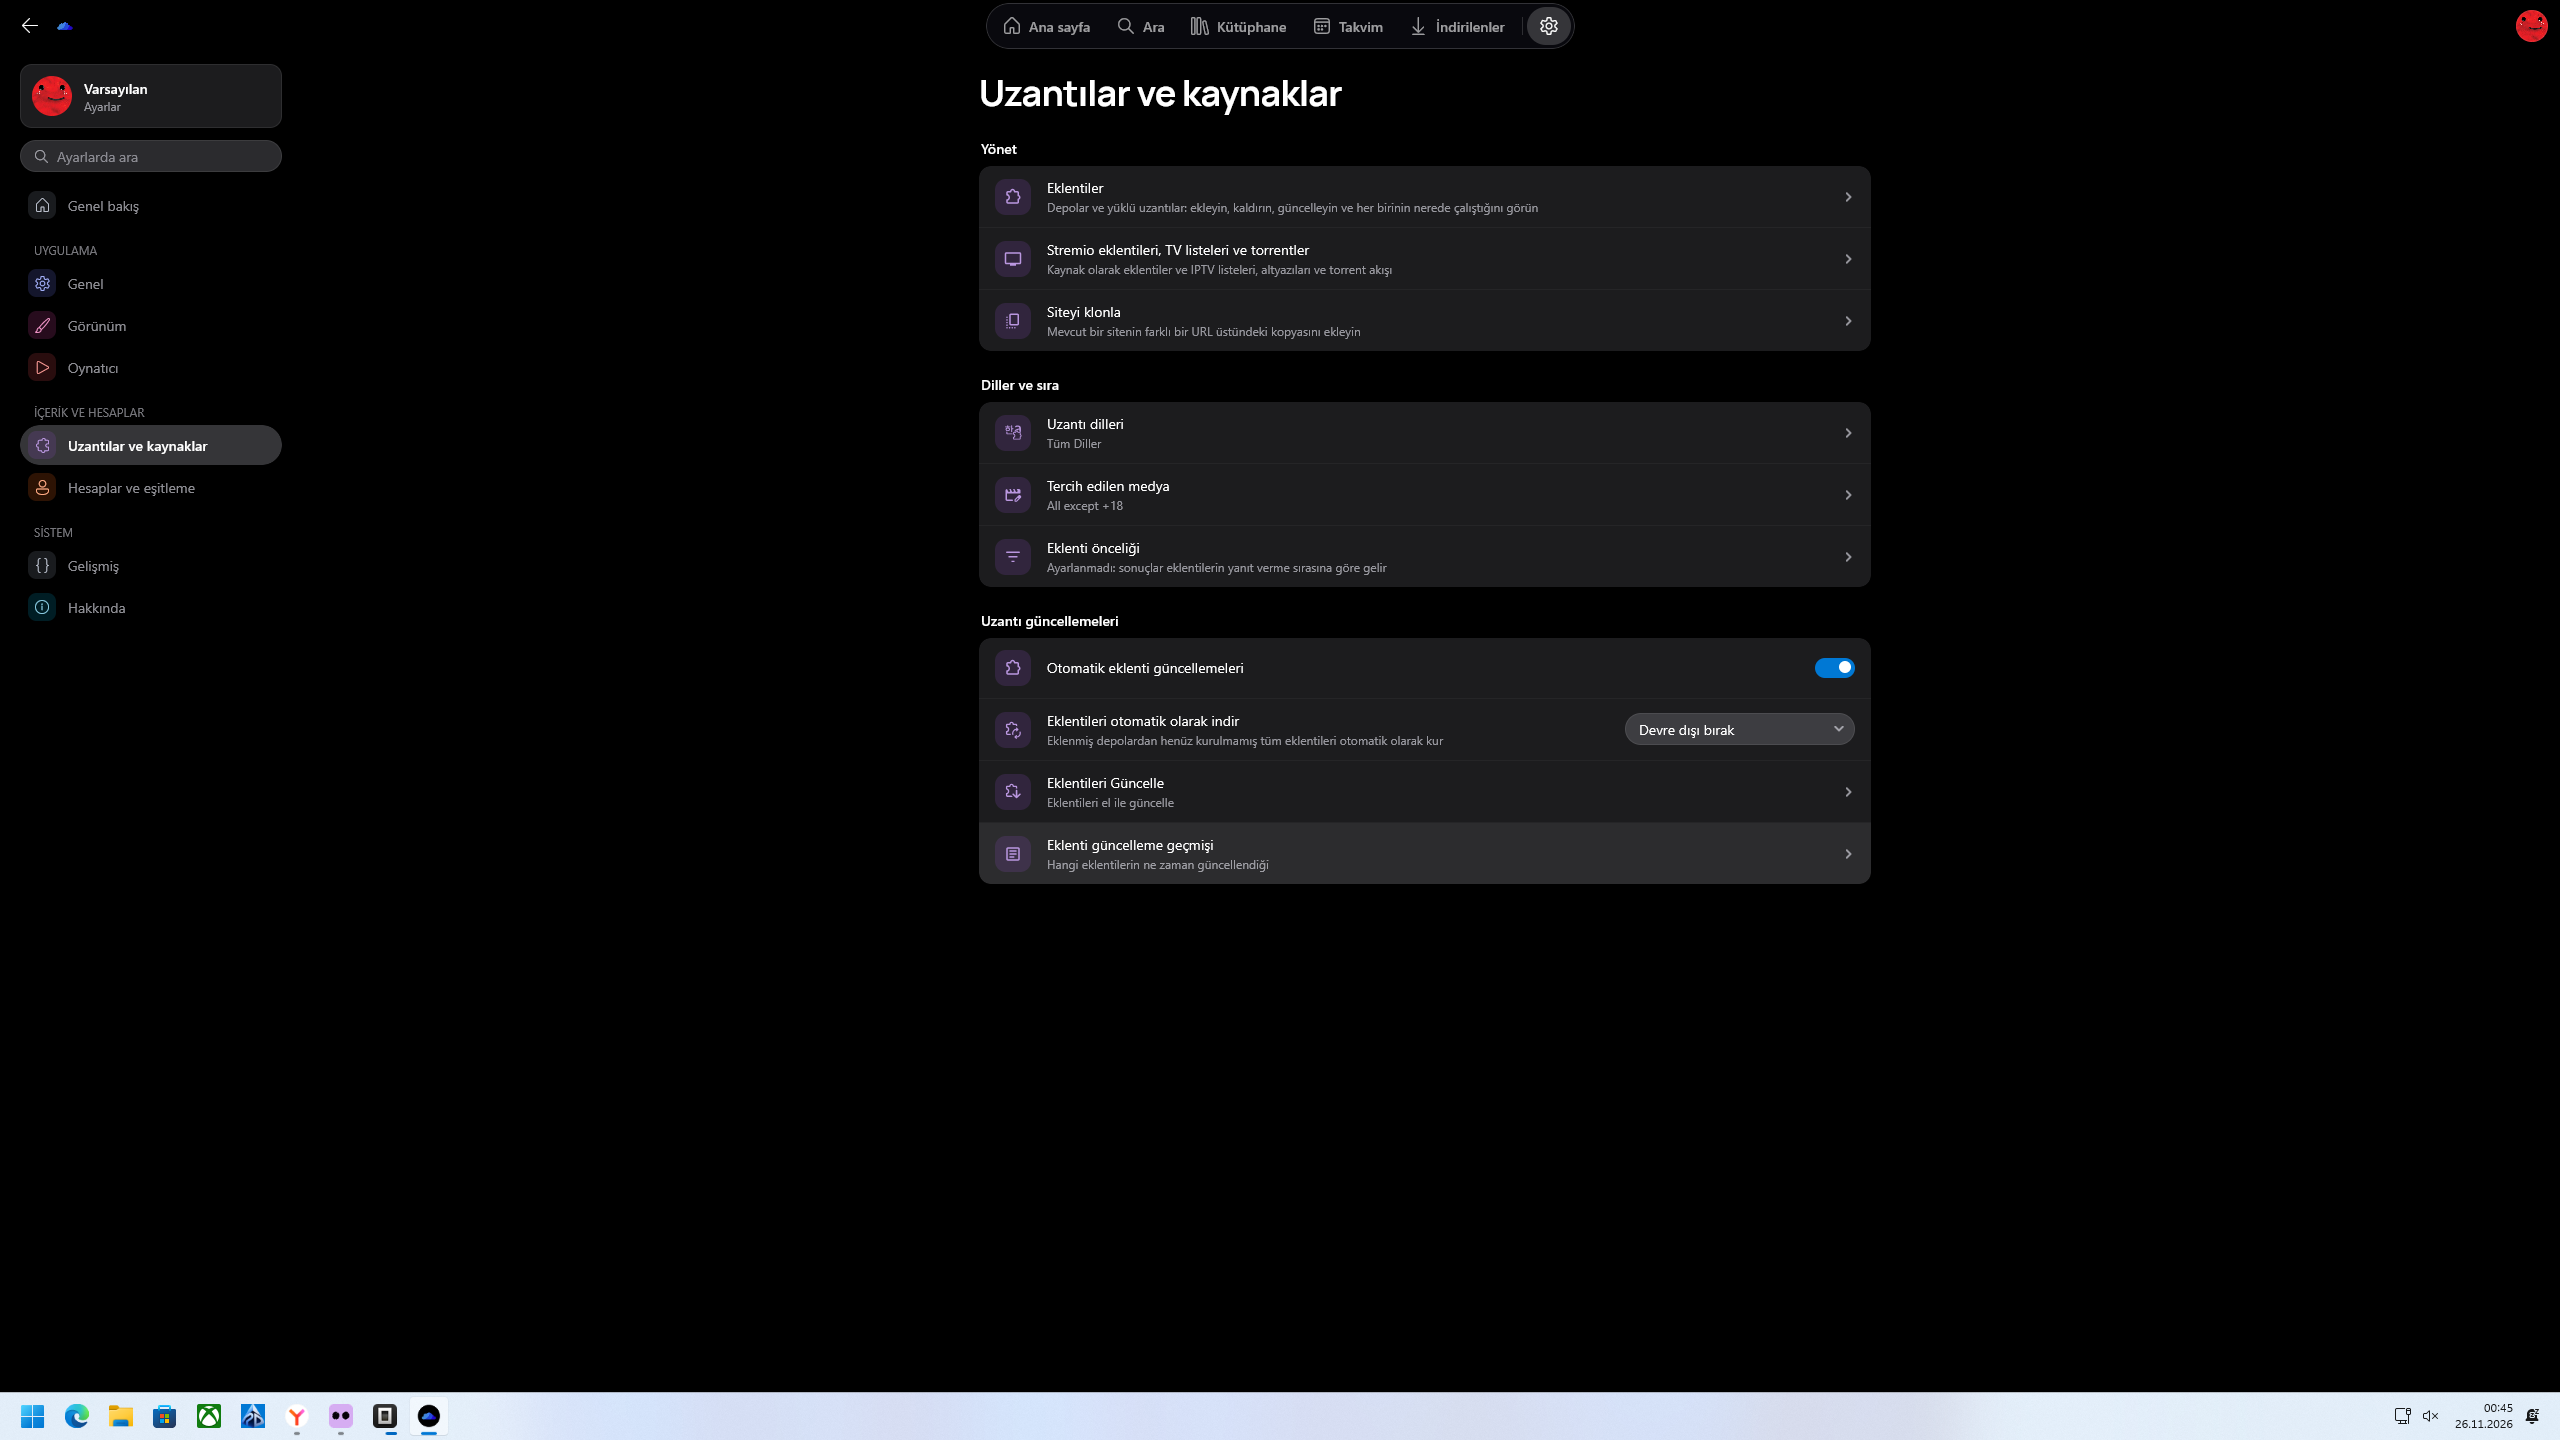 Ana sayfa
Ara
Kütüphane
Takvim
İndirilenler
Varsayılan
Ayarlar
Ayarlarda ara
Genel bakış
UYGULAMA
Genel
Görünüm
Oynatıcı
İÇERİK VE HESAPLAR
Uzantılar ve kaynaklar
Hesaplar ve eşitleme
SİSTEM
Gelişmiş
Hakkında
Uzantılar ve kaynaklar
Yönet
Eklentiler
Depolar ve yüklü uzantılar: ekleyin, kaldırın, güncelleyin ve her birinin nerede çalıştığını görün
Stremio eklentileri, TV listeleri ve torrentler
Kaynak olarak eklentiler ve IPTV listeleri, altyazıları ve torrent akışı
Siteyi klonla
Mevcut bir sitenin farklı bir URL üstündeki kopyasını ekleyin
Diller ve sıra
Uzantı dilleri
Tüm Diller
Tercih edilen medya
All except +18
Eklenti önceliği
Ayarlanmadı: sonuçlar eklentilerin yanıt verme sırasına göre gelir
Uzantı güncellemeleri
Otomatik eklenti güncellemeleri
Eklentileri otomatik olarak indir
Eklenmiş depolardan henüz kurulmamış tüm eklentileri otomatik olarak kur
Devre dışı bırak
Eklentileri Güncelle
Eklentileri el ile güncelle
Eklenti güncelleme geçmişi
Hangi eklentilerin ne zaman güncellendiği
00:45
26.11.2026